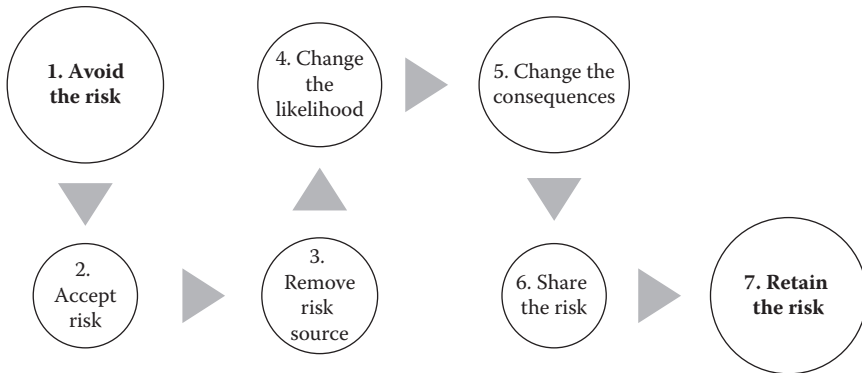 1. Avoid
the risk
2.
Accept
risk
3.
Remove
risk
source
4. Change
the
likelihood
5. Change the
consequences
6. Share
the risk
7. Retain
the risk